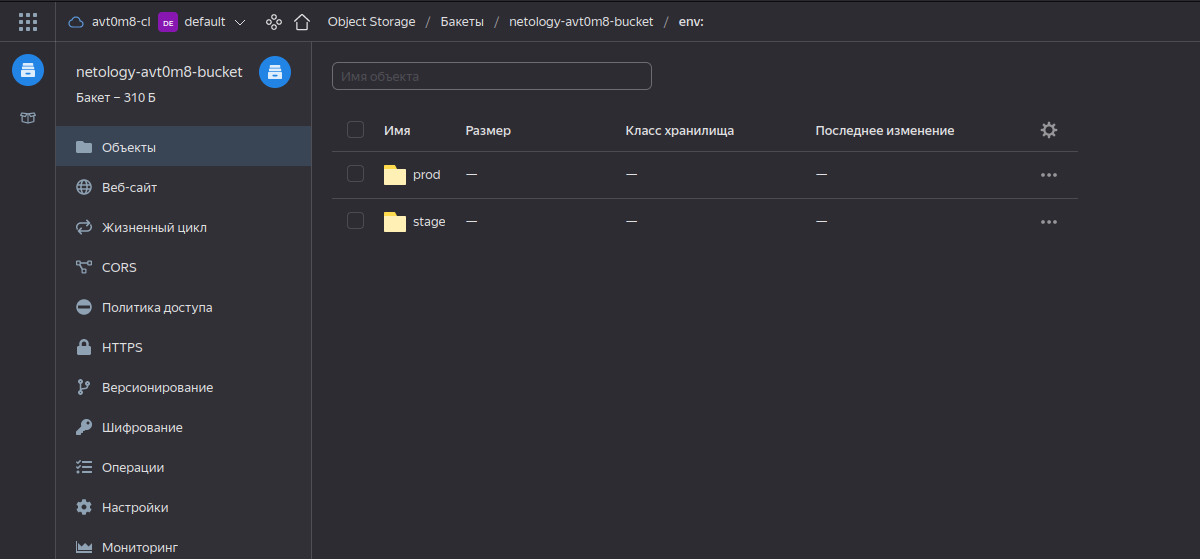 avt0m8-cl DE default Object Storage / Бакеты / netology-avt0m8-bucket / env:
netology-avt0m8-bucket
Бакет – 310 Б
Объекты
Веб-сайт
Жизненный цикл
CORS
Политика доступа
HTTPS
Версионирование
Шифрование
Операции
Настройки
Мониторинг
Имя объекта
Имя Размер Класс хранилища Последнее изменение
prod — — —
stage — — —